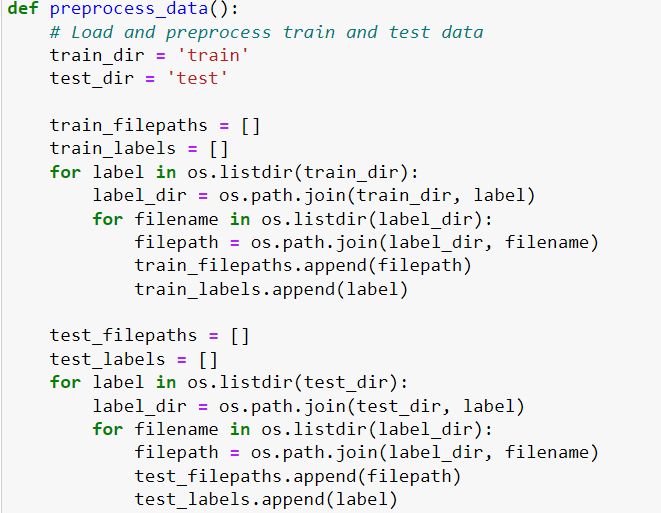 def preprocess_data():
    # Load and preprocess train and test data
    train_dir = 'train'
    test_dir = 'test'

    train_filepaths = []
    train_labels = []
    for label in os.listdir(train_dir):
        label_dir = os.path.join(train_dir, label)
        for filename in os.listdir(label_dir):
            filepath = os.path.join(label_dir, filename)
            train_filepaths.append(filepath)
            train_labels.append(label)

    test_filepaths = []
    test_labels = []
    for label in os.listdir(test_dir):
        label_dir = os.path.join(test_dir, label)
        for filename in os.listdir(label_dir):
            filepath = os.path.join(label_dir, filename)
            test_filepaths.append(filepath)
            test_labels.append(label)